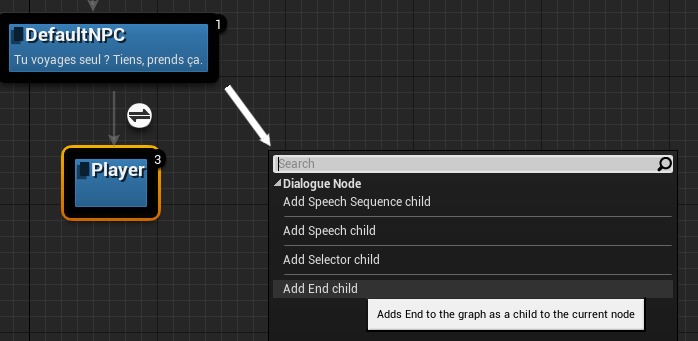 1
DefaultNPC
Tu voyages seul ? Tiens, prends ça.
3
Player
Search
Dialogue Node
Add Speech Sequence child
Add Speech child
Add Selector child
Add End child
Adds End to the graph as a child to the current node